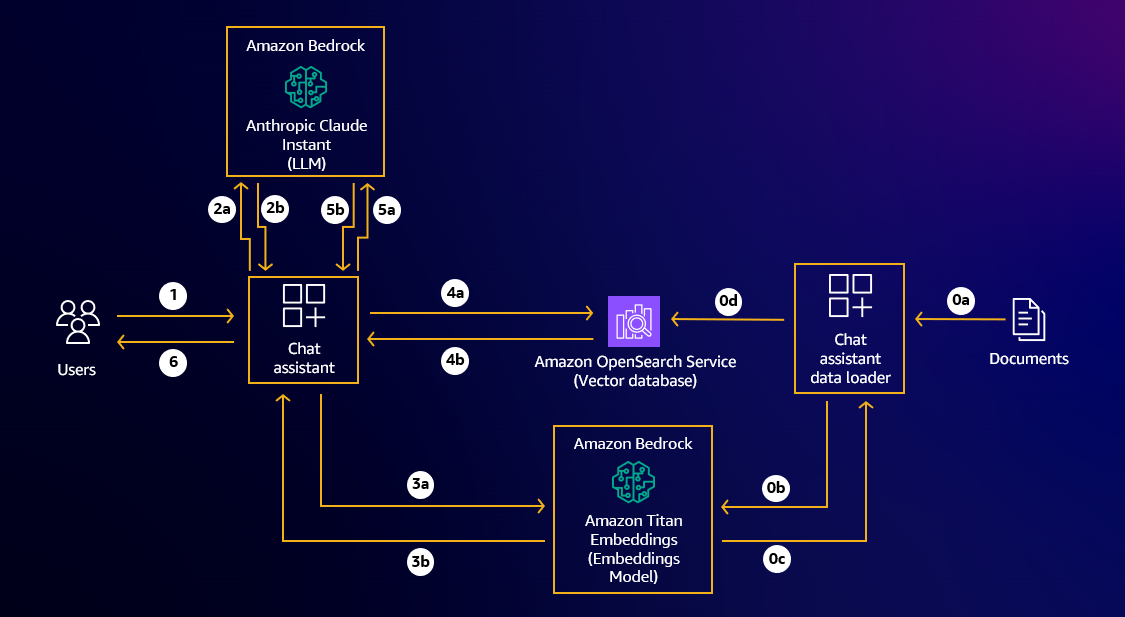 Amazon Bedrock
Anthropic Claude
Instant
(LLM)
2a
2b
5b
5a
1
6
Users
Chat
assistant
4a
4b
Amazon OpenSearch Service
(Vector database)
0d
Chat
assistant
data loader
0a
Documents
3a
3b
Amazon Bedrock
Amazon Titan
Embeddings
(Embeddings
Model)
0b
0c